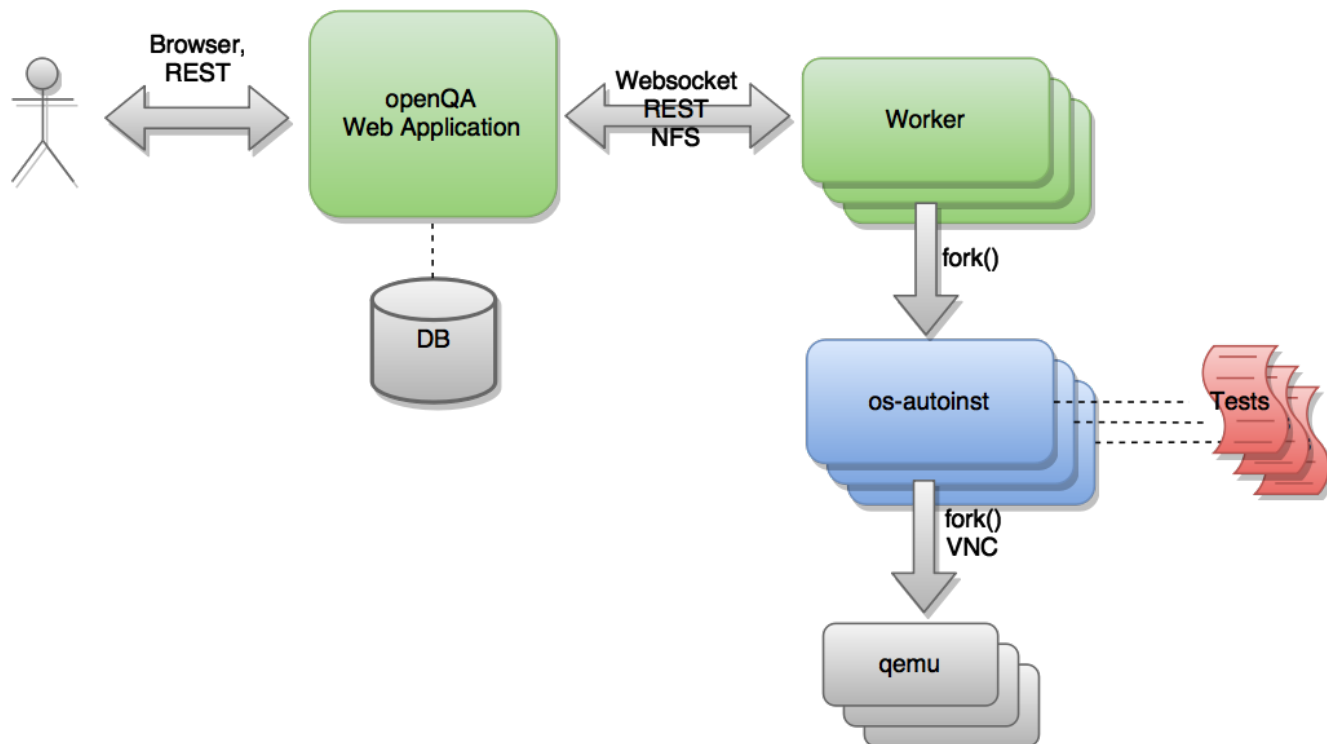 Browser,
REST
openQA
Web Application
Websocket
REST
NFS
Worker
fork()
DB
os-autoinst
Tests
fork()
VNC
qemu